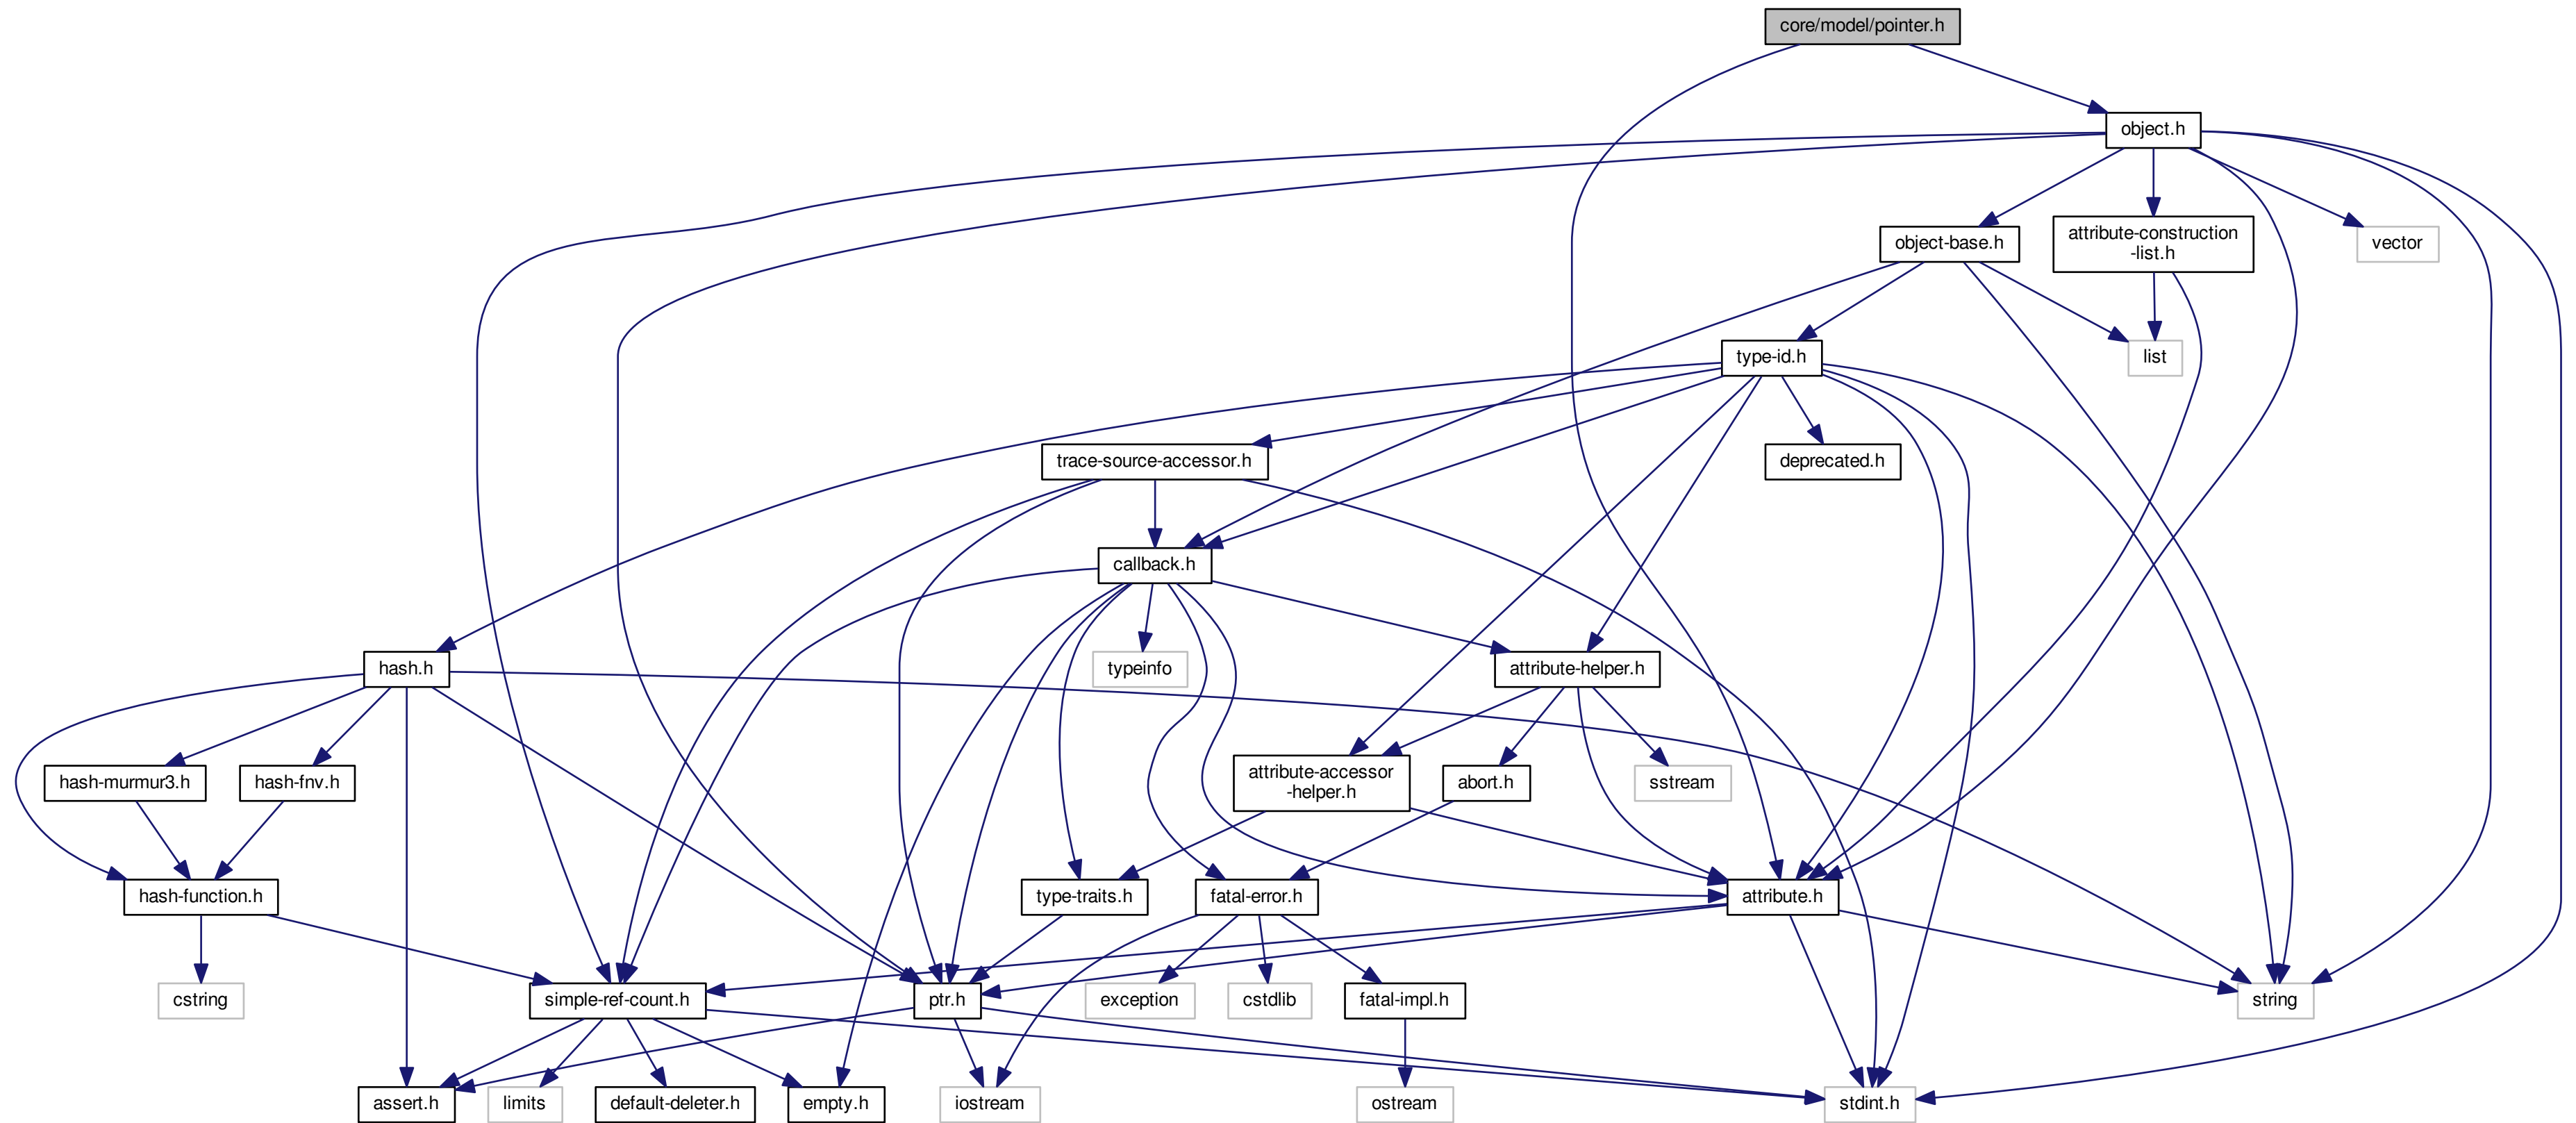 core/model/pointer.h
object.h
object-base.h
attribute-construction
-list.h
vector
type-id.h
list
trace-source-accessor.h
deprecated.h
callback.h
hash.h
typeinfo
attribute-helper.h
hash-murmur3.h
hash-fnv.h
attribute-accessor
-helper.h
abort.h
sstream
hash-function.h
type-traits.h
fatal-error.h
attribute.h
cstring
simple-ref-count.h
ptr.h
exception
cstdlib
fatal-impl.h
string
assert.h
limits
default-deleter.h
empty.h
iostream
ostream
stdint.h